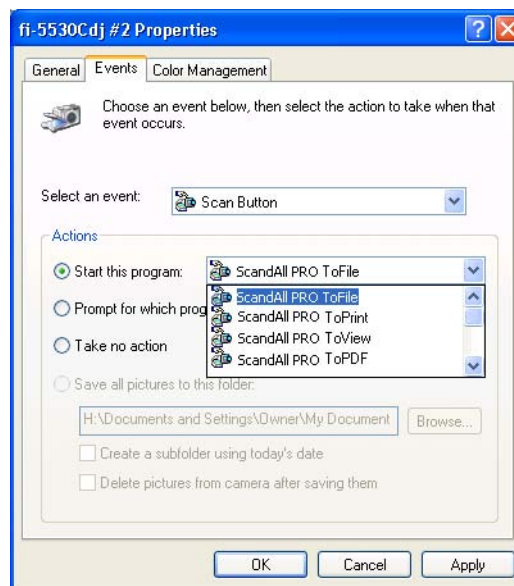 fi-5530Cdj #2 Properties
General Events Color Management
Choose an event below, then select the action to take when that
event occurs.
Select an event: Scan Button
Actions
Start this program: ScandAll PRO ToFile
ScandAll PRO ToFile
Prompt for which prog
ScandAll PRO ToPrint
ScandAll PRO ToView
Take no action
ScandAll PRO ToPDF
Save all pictures to this folder:
H:\Documents and Settings\Owner\My Document Browse...
Create a subfolder using today's date
Delete pictures from camera after saving them
OK Cancel Apply